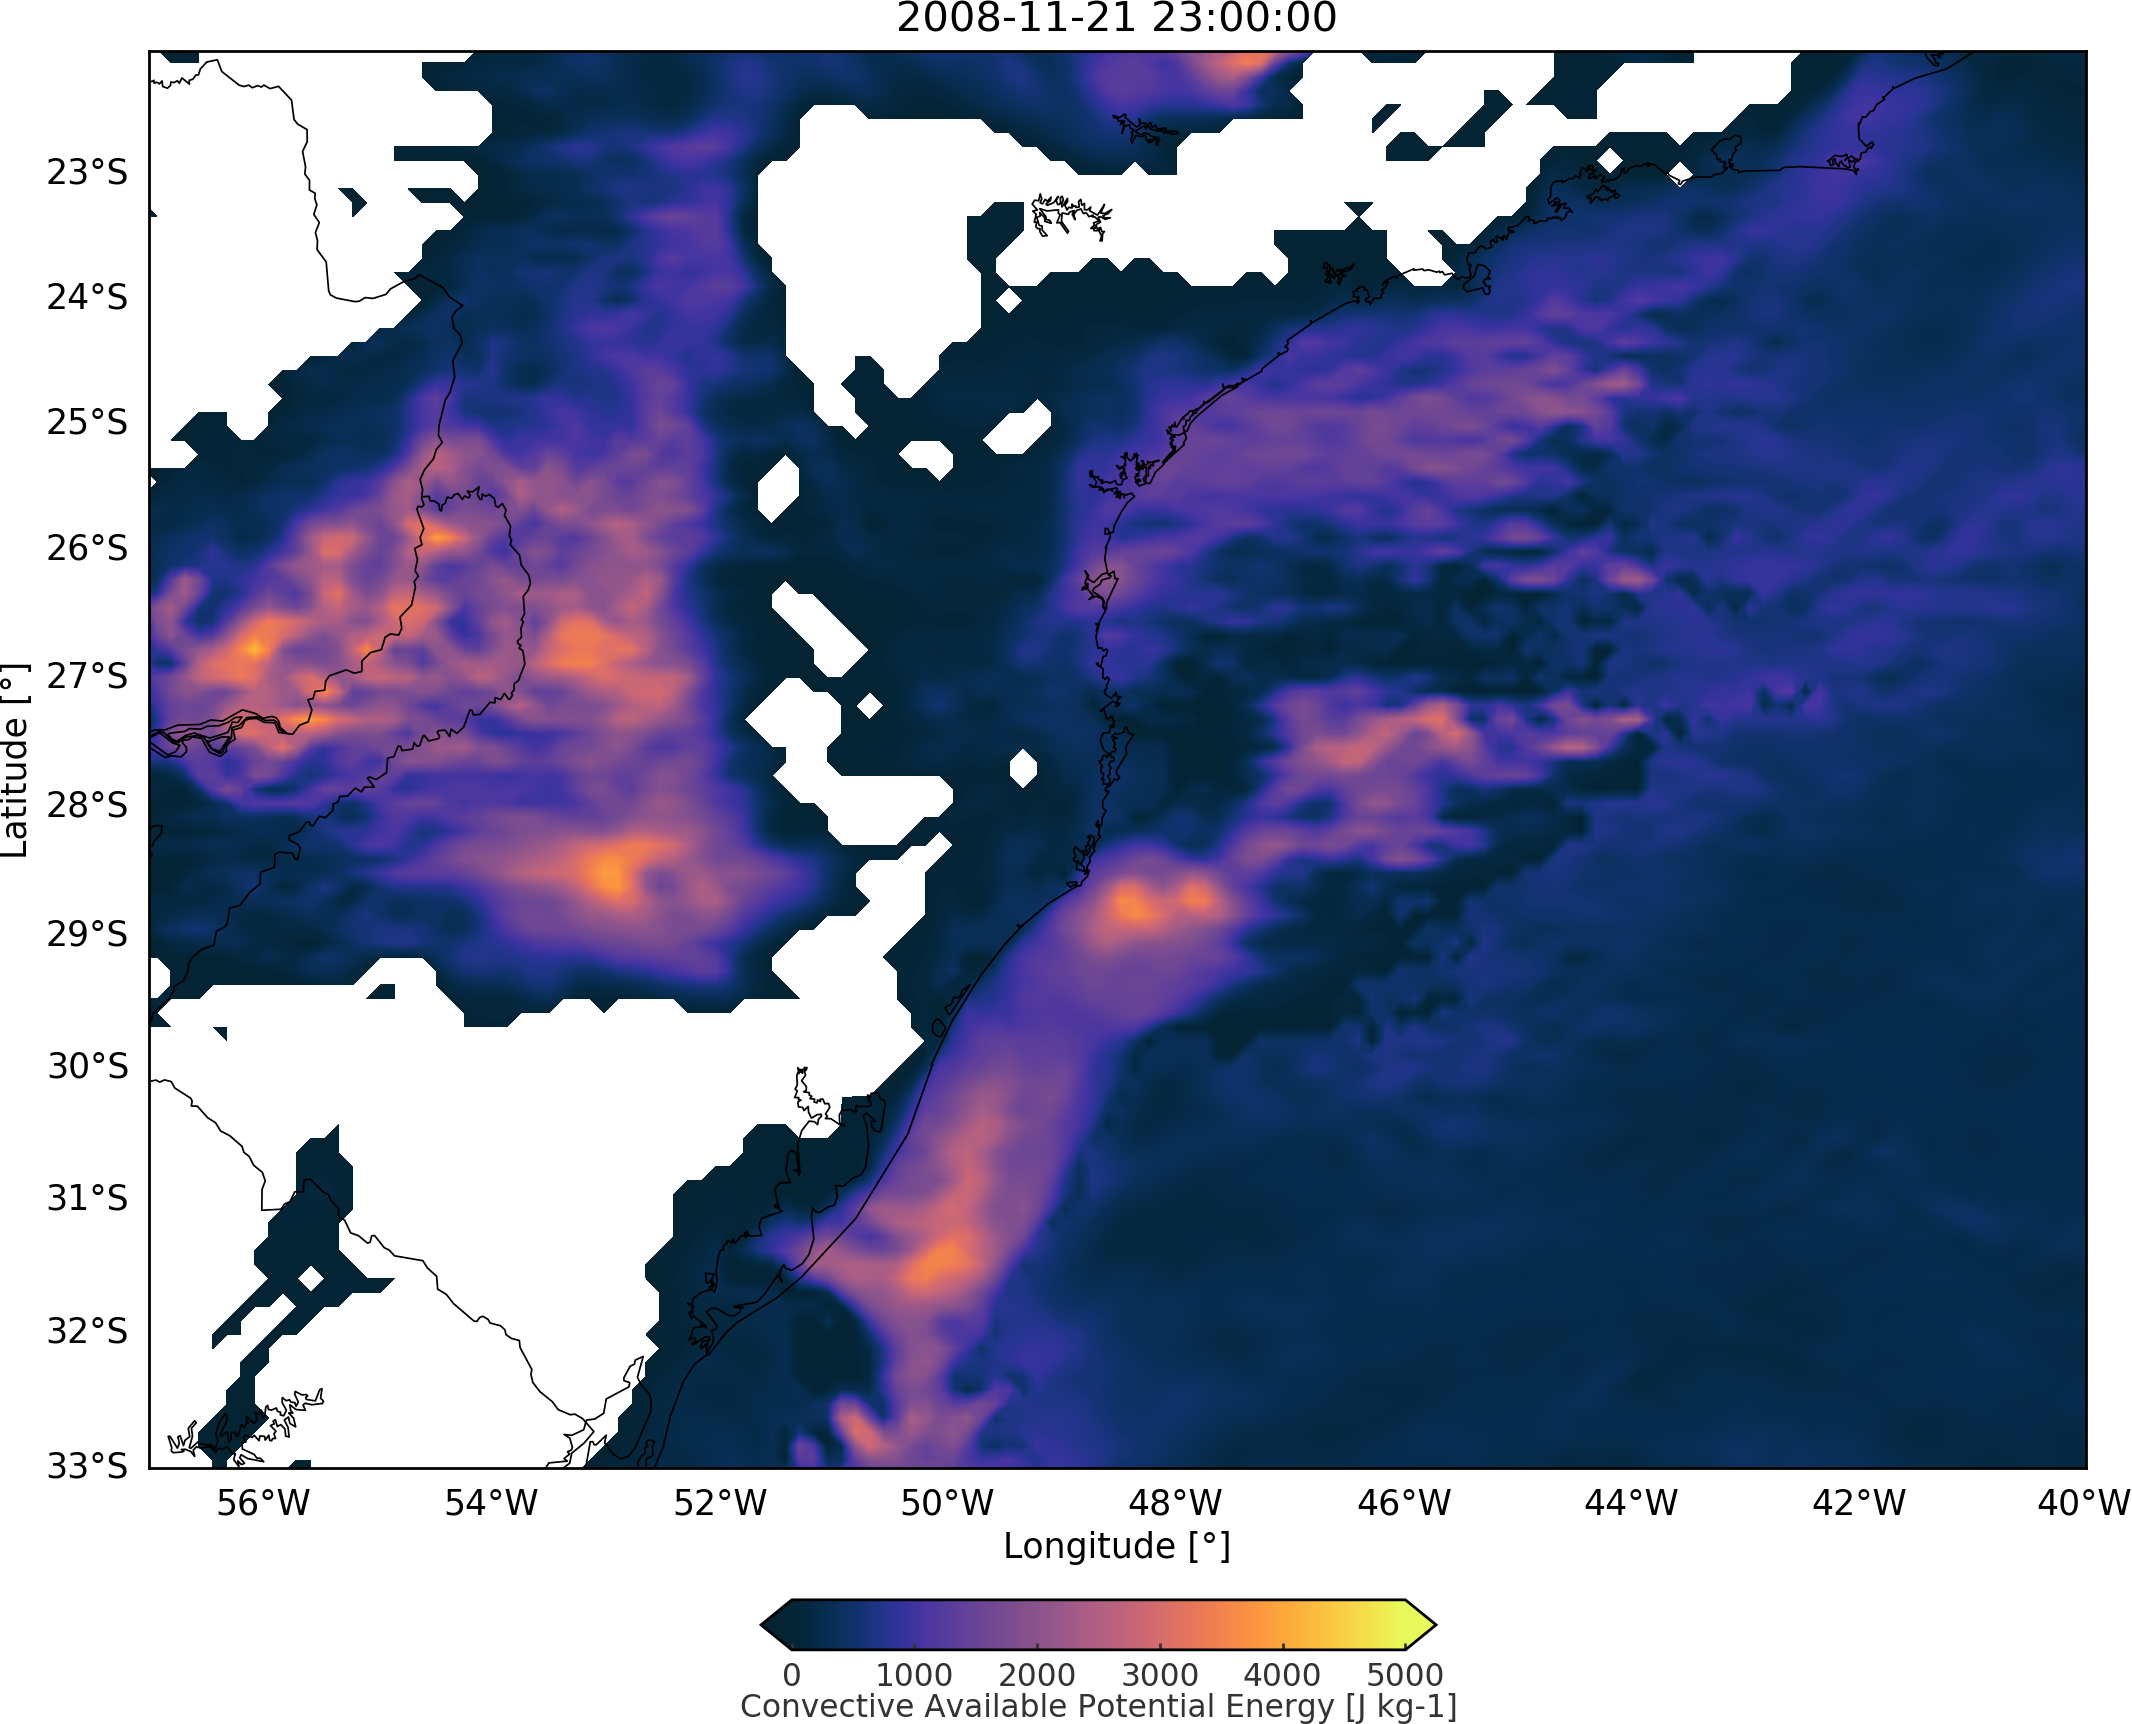 2008-11-21 23:00:00
23°S
24°S
25°S
26°S
27°S
28°S
29°S
30°S
31°S
32°S
33°S
Latitude [°]
56°W 54°W 52°W 50°W 48°W 46°W 44°W 42°W 40°W
Longitude [°]
0 1000 2000 3000 4000 5000
Convective Available Potential Energy [J kg-1]